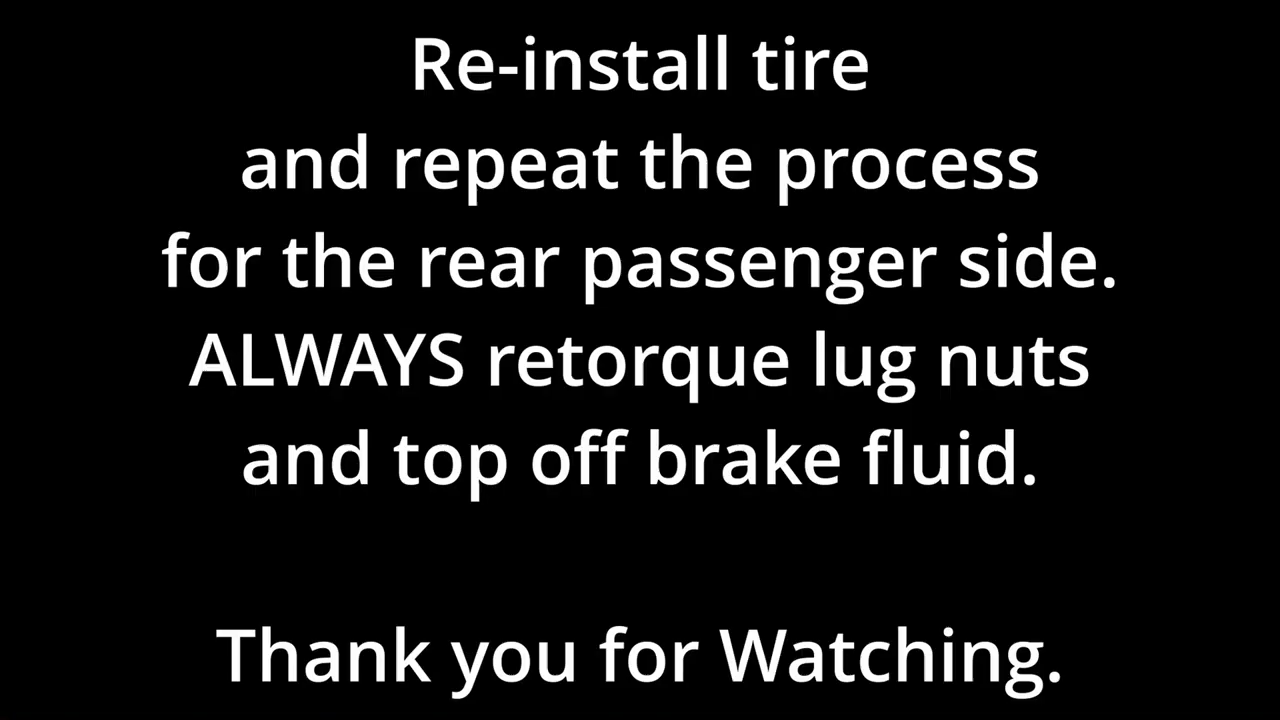 Re-install tire
and repeat the process
for the rear passenger side.
ALWAYS retorque lug nuts
and top off brake fluid.
Thank you for Watching.